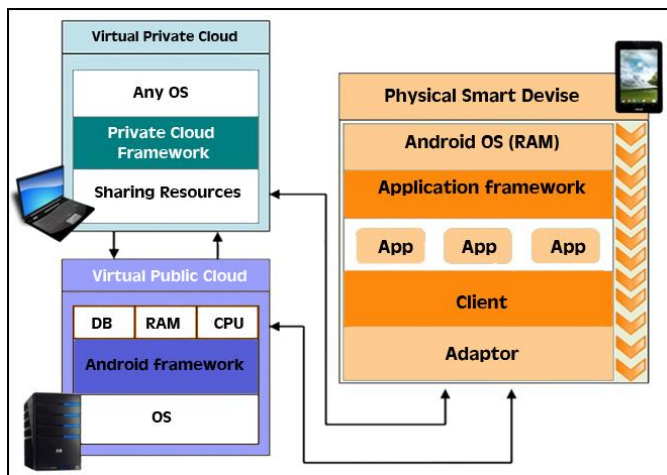 Virtual Private Cloud
Any OS
Private Cloud
Framework
Sharing Resources
Virtual Public Cloud
DB RAM CPU
Android framework
OS
Physical Smart Devise
Android OS (RAM)
Application framework
App App App
Client
Adaptor